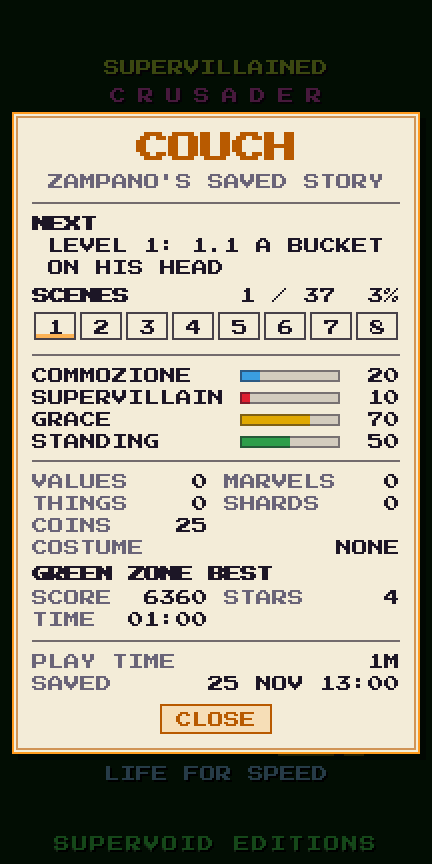 SUPERVILLAINED
CRUSADER
COUCH
ZAMPANO'S SAVED STORY
NEXT
LEVEL 1: 1.1 A BUCKET
ON HIS HEAD
SCENES 1 / 37 3%
1 2 3 4 5 6 7 8
COMMOZIONE 20
SUPERVILLAIN 10
GRACE 70
STANDING 50
VALUES 0 MARVELS 0
THINGS 0 SHARDS 0
COINS 25
COSTUME NONE
GREEN ZONE BEST
SCORE 6360 STARS 4
TIME 01:00
PLAY TIME 1M
SAVED 25 NOV 13:00
CLOSE
LIFE FOR SPEED
SUPERVOID EDITIONS